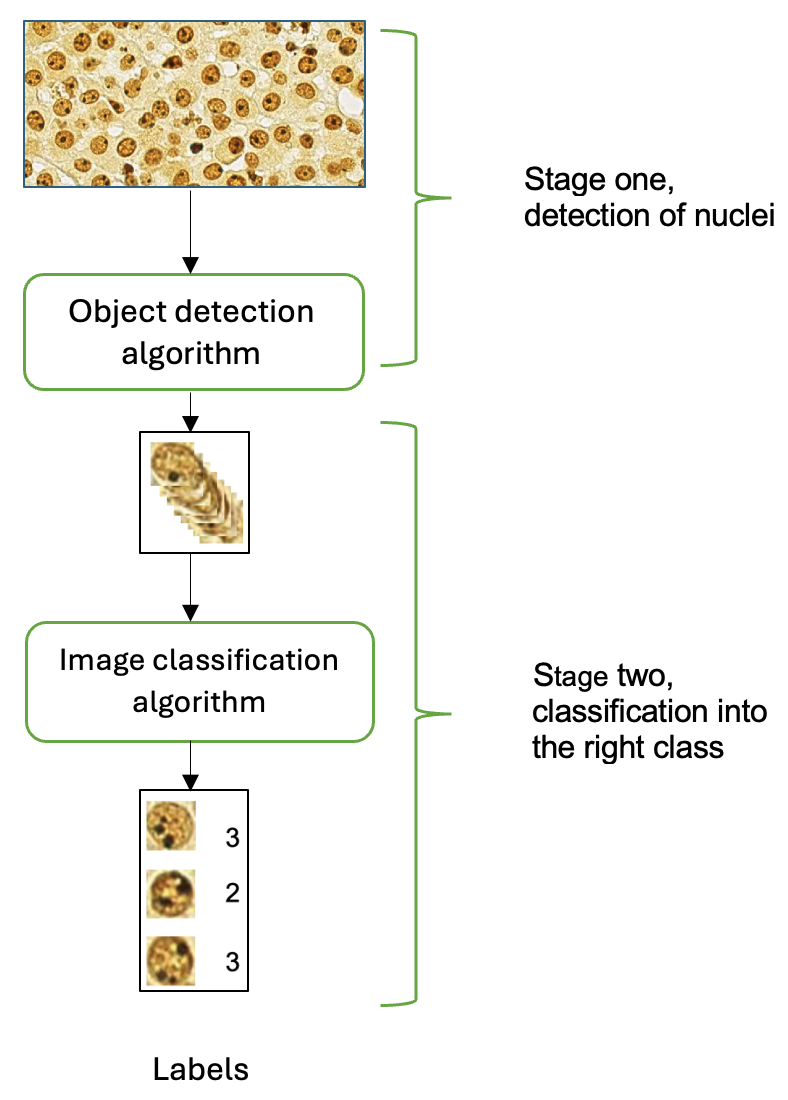 Stage one,
detection of nuclei
Object detection
algorithm
Image classification
algorithm
Stage two,
classification into
the right class
3
2
3
Labels